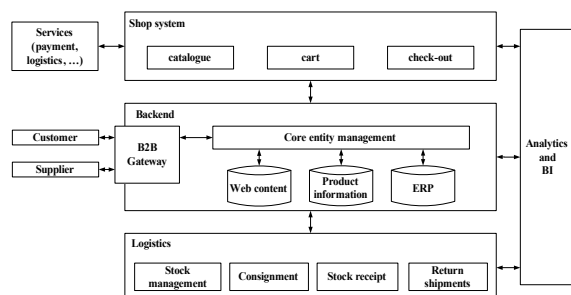 Services
(payment,
logistics, …)
Shop system
catalogue
cart
check-out
Backend
Customer
Supplier
B2B
Gateway
Core entity management
Web content
Product
information
ERP
Analytics
and
BI
Logistics
Stock
management
Consignment
Stock receipt
Return
shipments